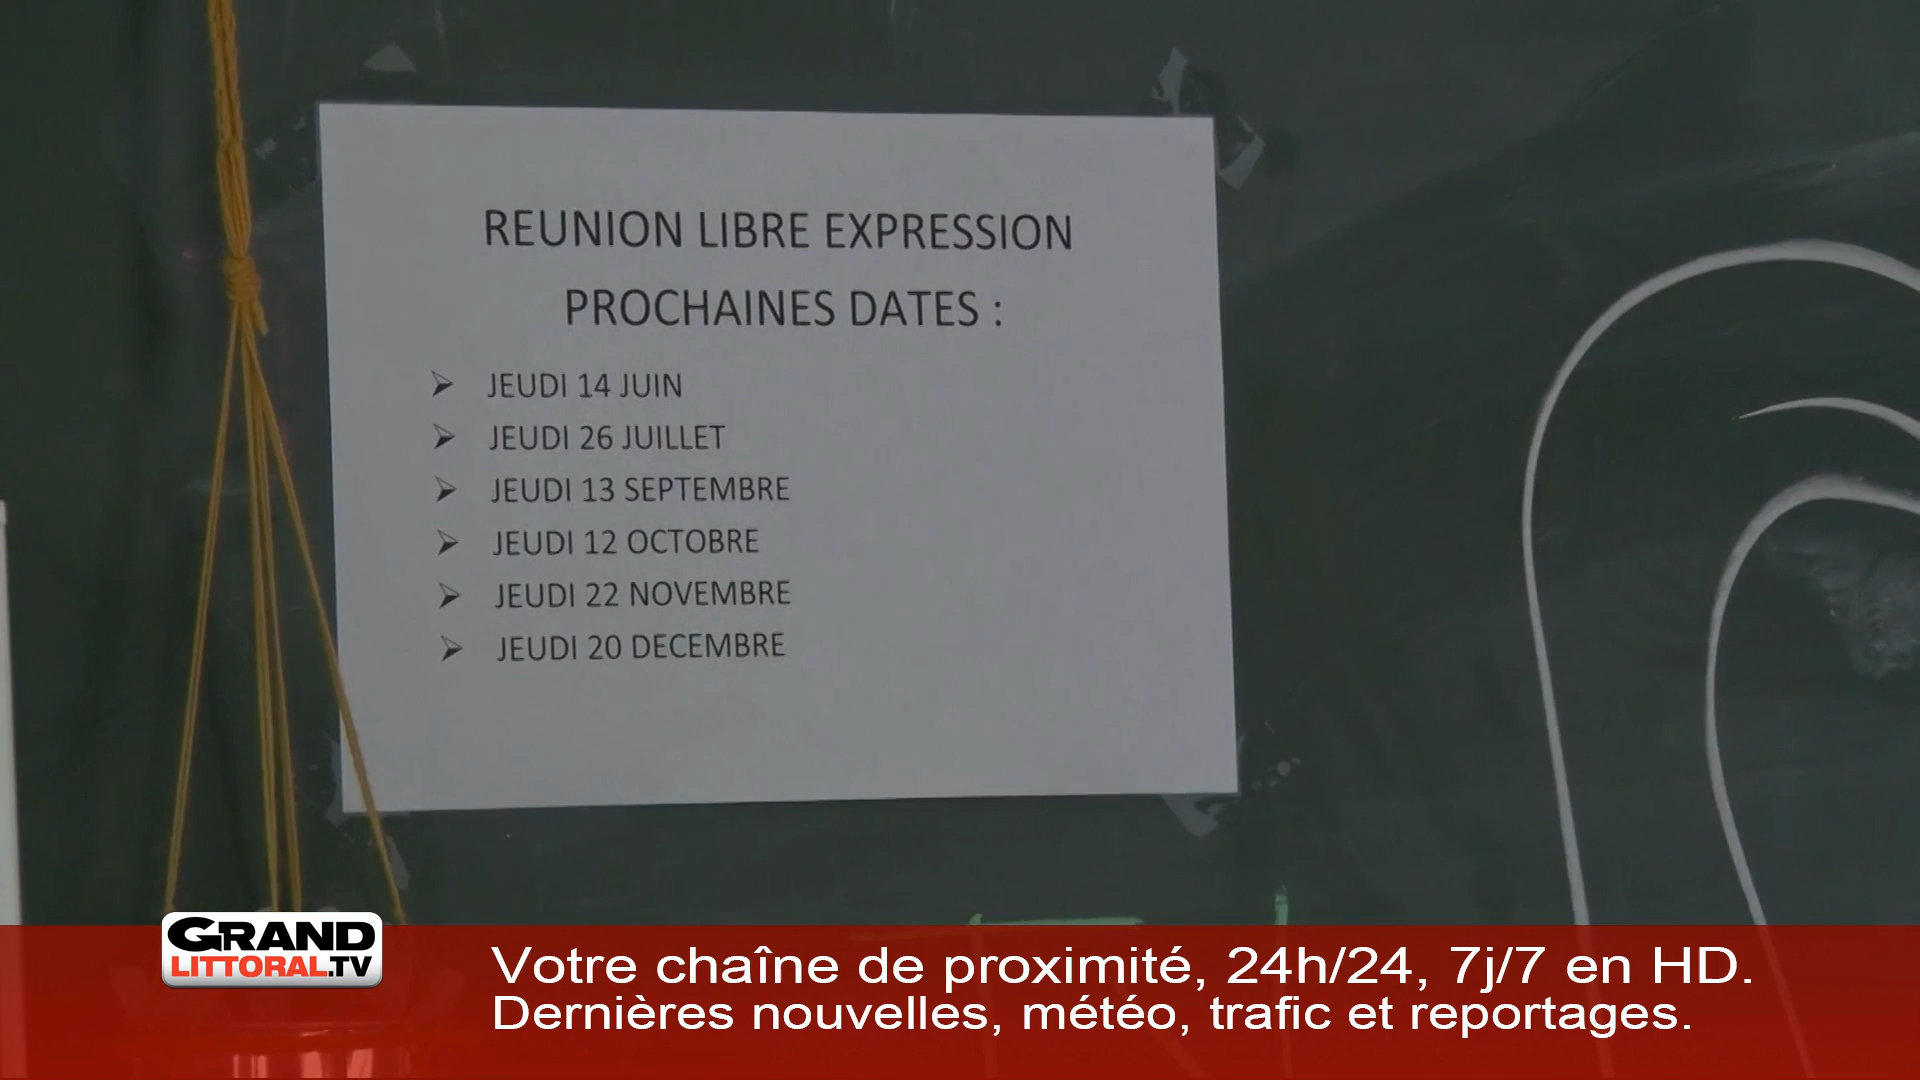 REUNION LIBRE EXPRESSION
PROCHAINES DATES :
➢ JEUDI 14 JUIN
➢ JEUDI 26 JUILLET
➢ JEUDI 13 SEPTEMBRE
➢ JEUDI 12 OCTOBRE
➢ JEUDI 22 NOVEMBRE
➢ JEUDI 20 DECEMBRE
GRAND
LITTORAL.TV
Votre chaîne de proximité, 24h/24, 7j/7 en HD.
Dernières nouvelles, météo, trafic et reportages.